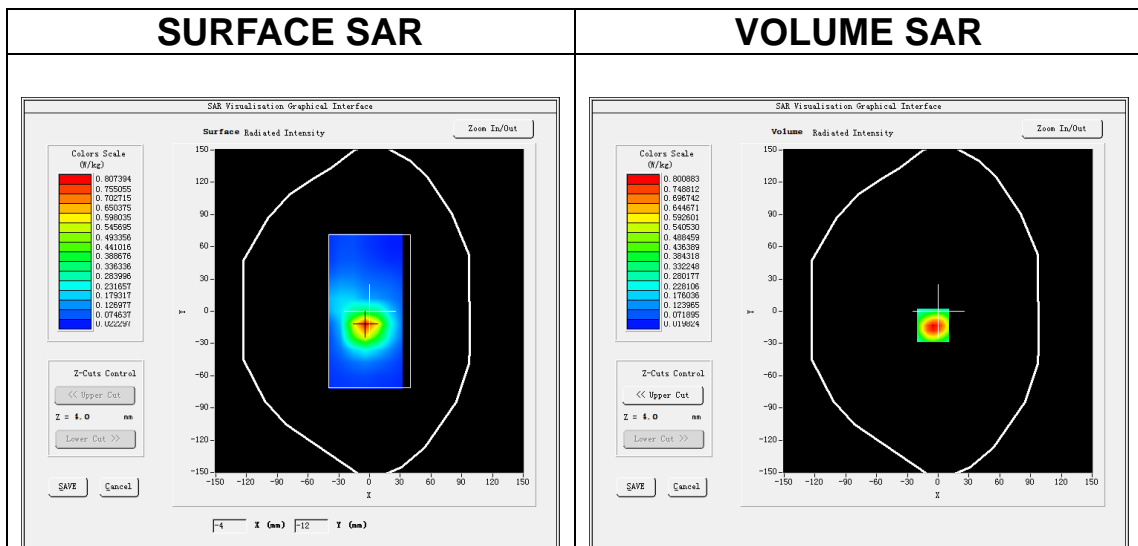 SURFACE SAR
VOLUME SAR
SAR Visualisation Graphical Interface
Surface Radiated Intensity
Zoom In/Out
Colors Scale
(W/kg)
0.807394
0.755055
0.702715
0.650375
0.598035
0.545695
0.493356
0.441016
0.388676
0.336336
0.283996
0.231657
0.179317
0.126977
0.074637
0.022297
Z-Cuts Control
<< Upper Cut
Z = 4.0 mm
Lower Cut >>
SAVE
Cancel
150
120
90
60
30
0
-30
-60
-90
-120
-150
Y
-150 -120 -90 -60 -30 0 30 60 90 120 150
X
-4 X (mm) -12 Y (mm)
SAR Visualisation Graphical Interface
Volume Radiated Intensity
Zoom In/Out
Colors Scale
(W/kg)
0.800883
0.748812
0.696742
0.644671
0.592601
0.540530
0.488459
0.436389
0.384318
0.332248
0.280177
0.228106
0.176036
0.123965
0.071895
0.019824
Z-Cuts Control
<< Upper Cut
Z = 4.0 mm
Lower Cut >>
SAVE
Cancel
150
120
90
60
30
0
-30
-60
-90
-120
-150
Y
-150 -120 -90 -60 -30 0 30 60 90 120 150
X